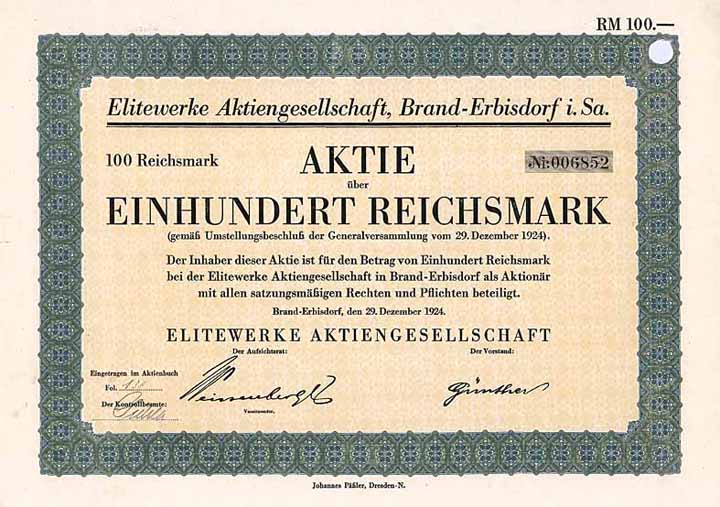 RM 100.—
Elitewerke Aktiengesellschaft, Brand-Erbisdorf i. Sa.
100 Reichsmark AKTIE № 006852
über
EINHUNDERT REICHSMARK
(gemäß Umstellungsbeschluß der Generalversammlung vom 29. Dezember 1924).
Der Inhaber dieser Aktie ist für den Betrag von Einhundert Reichsmark
bei der Elitewerke Aktiengesellschaft in Brand-Erbisdorf als Aktionär
mit allen satzungsmäßigen Rechten und Pflichten beteiligt.
Brand-Erbisdorf, den 29. Dezember 1924.
ELITEWERKE AKTIENGESELLSCHAFT
Der Aufsichtsrat: Der Vorstand:
Eingetragen im Aktienbuch
Fol.
Der Kontrollbeamte:
Günther
Vorsitzender.
Johannes Päßler, Dresden-N.